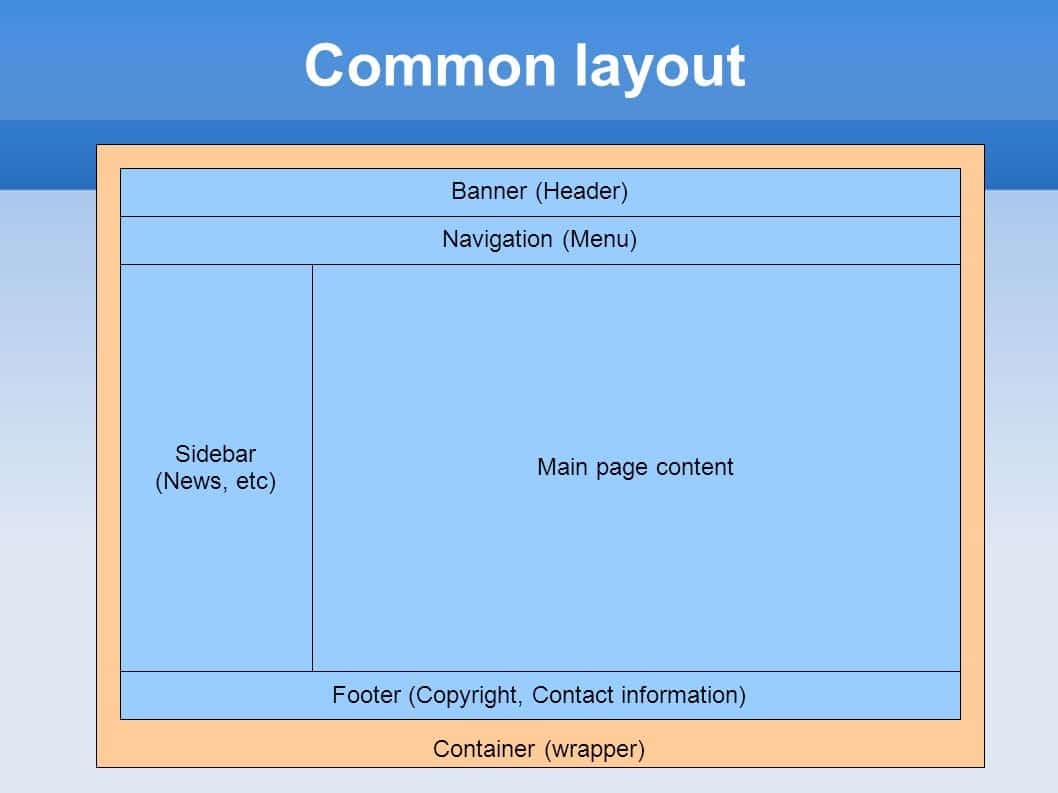 Common layout
Banner (Header)
Navigation (Menu)
Sidebar
(News, etc)
Main page content
Footer (Copyright, Contact information)
Container (wrapper)